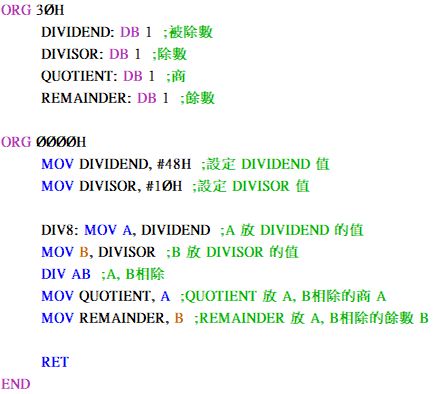 ORG 30H
DIVIDEND: DB 1 ;被除數
DIVISOR: DB 1 ;除數
QUOTIENT: DB 1 ;商
REMAINDER: DB 1 ;餘數
ORG 0000H
MOV DIVIDEND, #48H ;設定 DIVIDEND 值
MOV DIVISOR, #10H ;設定 DIVISOR 值
DIV8: MOV A, DIVIDEND ;A 放 DIVIDEND 的值
MOV B, DIVISOR ;B 放 DIVISOR 的值
DIV AB ;A, B相除
MOV QUOTIENT, A ;QUOTIENT 放 A, B相除的商 A
MOV REMAINDER, B ;REMAINDER 放 A, B相除的餘數 B
RET
END